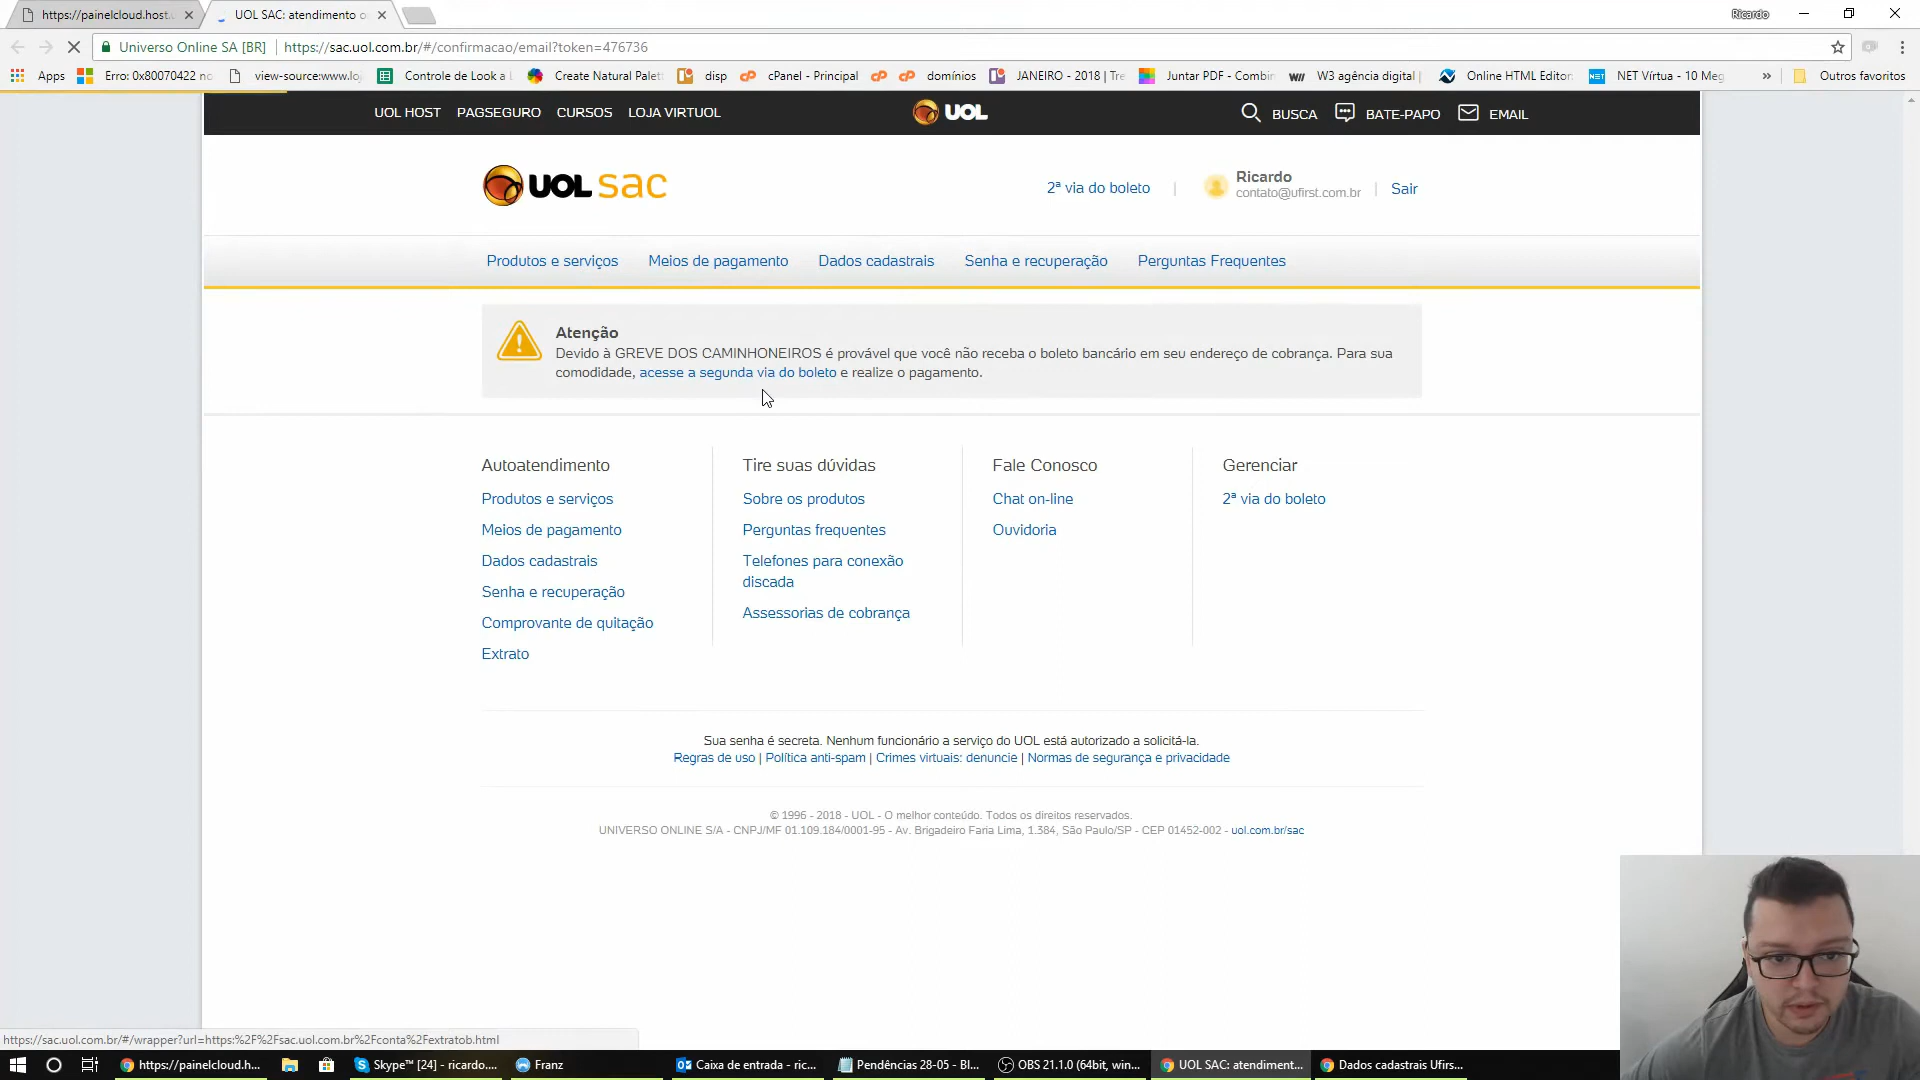 https://painelcloud.host.
UOL SAC: atendimento o
Ricardo
Universo Online SA [BR]
https://sac.uol.com.br/#/confirmacao/email?token=476736
Apps
Erro: 0x80070422 no
view-source:www.lo
Controle de Look a L
Create Natural Palet
disp
cPanel - Principal
domínios
JANEIRO - 2018 | Tre
Juntar PDF - Combin
W3 agência digital
Online HTML Editor
NET Vírtua - 10 Meg
»
Outros favoritos
UOL HOST PAGSEGURO CURSOS LOJA VIRTUOL
UOL
BUSCA BATE-PAPO EMAIL
UOL sac
2ª via do boleto
Ricardo
contato@ufirst.com.br
Sair
Produtos e serviços Meios de pagamento Dados cadastrais Senha e recuperação Perguntas Frequentes
Atenção
Devido à GREVE DOS CAMINHONEIROS é provável que você não receba o boleto bancário em seu endereço de cobrança. Para sua
comodidade, acesse a segunda via do boleto e realize o pagamento.
Autoatendimento
Produtos e serviços
Meios de pagamento
Dados cadastrais
Senha e recuperação
Comprovante de quitação
Extrato
Tire suas dúvidas
Sobre os produtos
Perguntas frequentes
Telefones para conexão
discada
Assessorias de cobrança
Fale Conosco
Chat on-line
Ouvidoria
Gerenciar
2ª via do boleto
Sua senha é secreta. Nenhum funcionário a serviço do UOL está autorizado a solicitá-la.
Regras de uso | Política anti-spam | Crimes virtuais: denuncie | Normas de segurança e privacidade
© 1996 - 2018 - UOL - O melhor conteúdo. Todos os direitos reservados.
UNIVERSO ONLINE S/A - CNPJ/MF 01.109.184/0001-95 - Av. Brigadeiro Faria Lima, 1.384, São Paulo/SP - CEP 01452-002 - uol.com.br/sac
https://sac.uol.com.br/#/wrapper?url=https:%2F%2Fsac.uol.com.br%2Fconta%2Fextratob.html
https://painelcloud.h...
Skype™ [24] - ricardo....
Franz
Caixa de entrada - ric...
Pendências 28-05 - Bl...
OBS 21.1.0 (64bit, win...
UOL SAC: atendiment...
Dados cadastrais Ufirs...